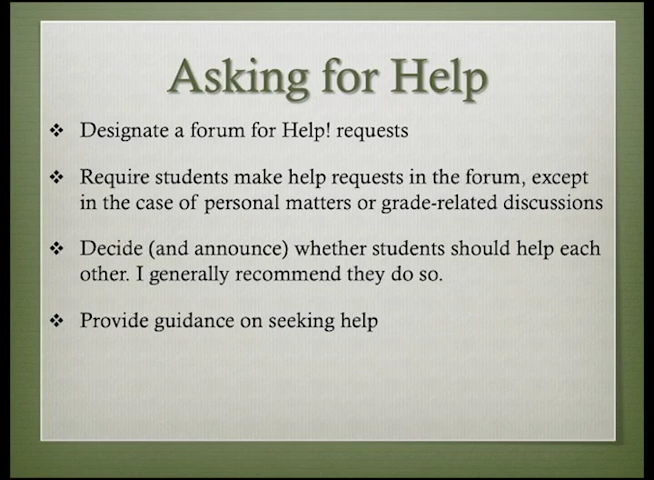 Asking for Help
❖ Designate a forum for Help! requests
❖ Require students make help requests in the forum, except
in the case of personal matters or grade-related discussions
❖ Decide (and announce) whether students should help each
other. I generally recommend they do so.
❖ Provide guidance on seeking help